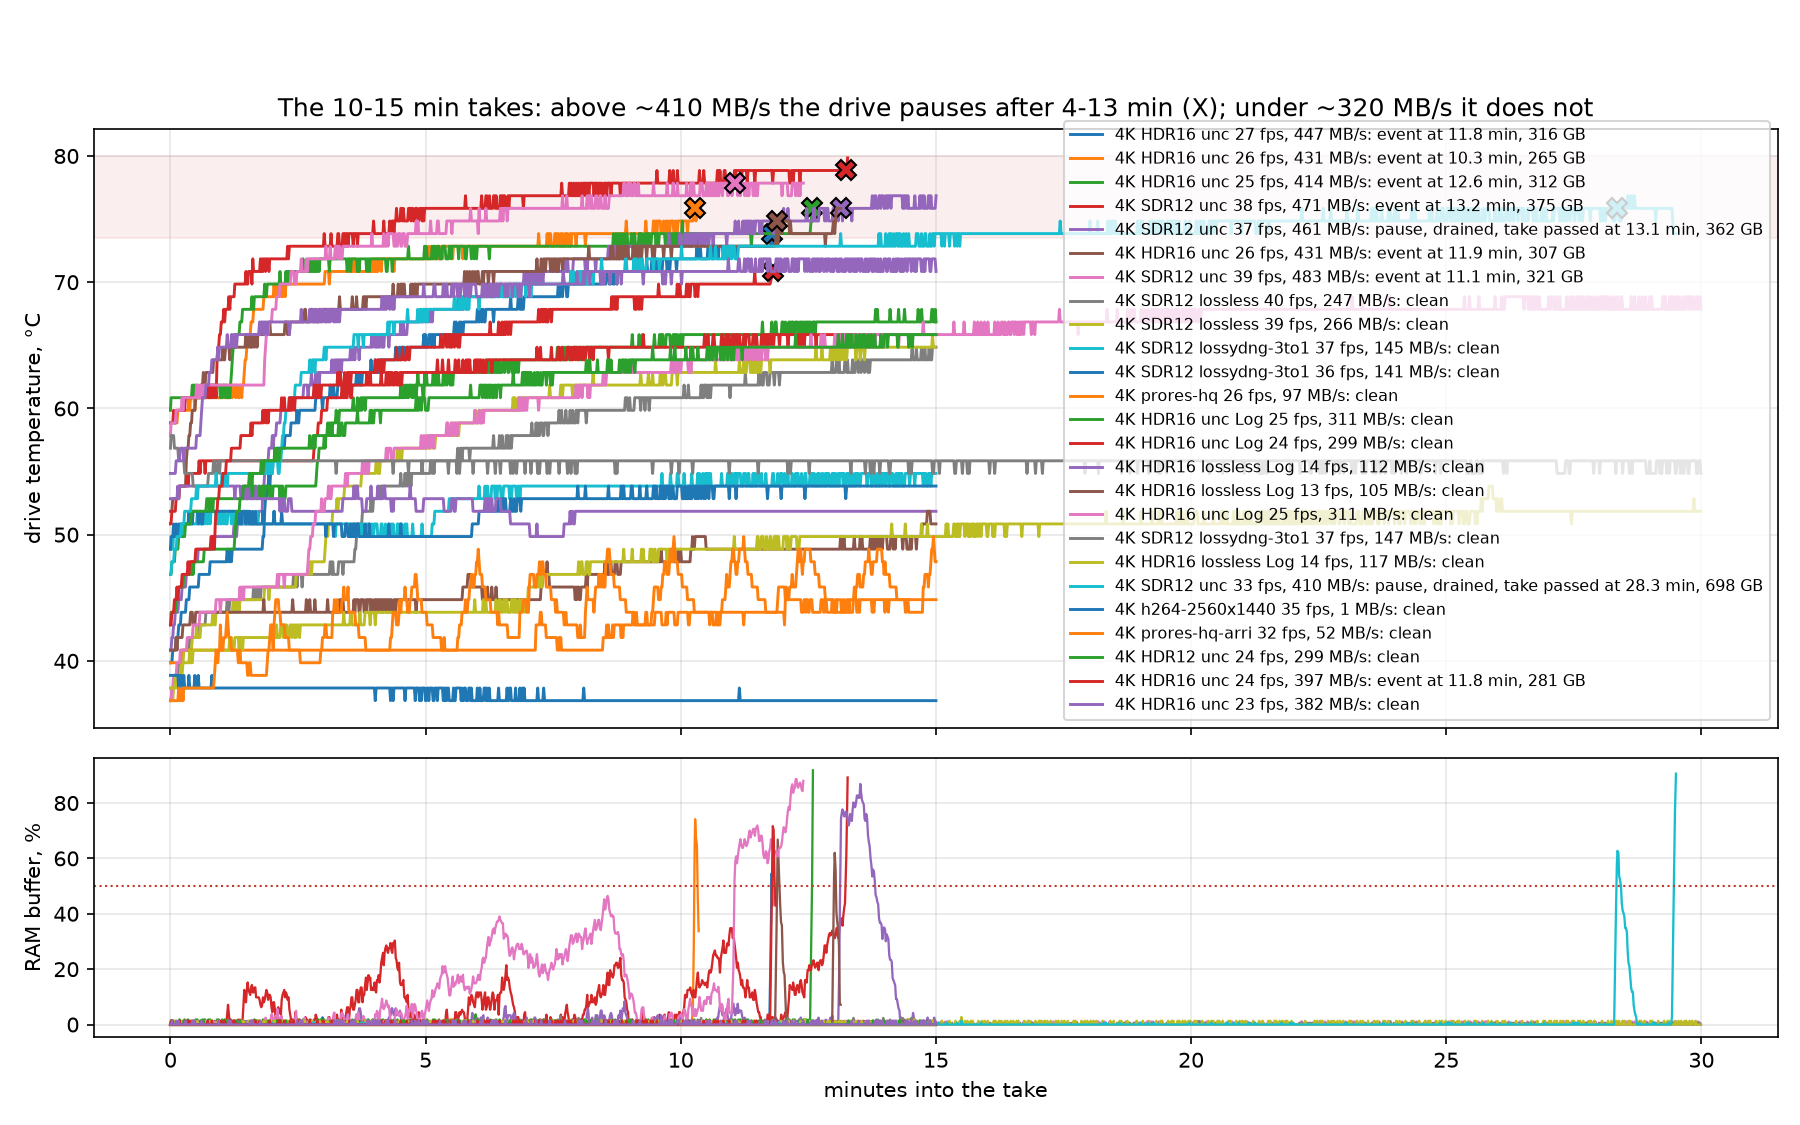 The 10-15 min takes: above ~410 MB/s the drive pauses after 4-13 min (X); under ~320 MB/s it does not
4K HDR16 unc 27 fps, 447 MB/s: event at 11.8 min, 316 GB
4K HDR16 unc 26 fps, 431 MB/s: event at 10.3 min, 265 GB
4K HDR16 unc 25 fps, 414 MB/s: event at 12.6 min, 312 GB
4K SDR12 unc 38 fps, 471 MB/s: event at 13.2 min, 375 GB
4K SDR12 unc 37 fps, 461 MB/s: pause, drained, take passed at 13.1 min, 362 GB
4K HDR16 unc 26 fps, 431 MB/s: event at 11.9 min, 307 GB
4K SDR12 unc 39 fps, 483 MB/s: event at 11.1 min, 321 GB
4K SDR12 lossless 40 fps, 247 MB/s: clean
4K SDR12 lossless 39 fps, 266 MB/s: clean
4K SDR12 lossydng-3to1 37 fps, 145 MB/s: clean
4K SDR12 lossydng-3to1 36 fps, 141 MB/s: clean
4K prores-hq 26 fps, 97 MB/s: clean
4K HDR16 unc Log 25 fps, 311 MB/s: clean
4K HDR16 unc Log 24 fps, 299 MB/s: clean
4K HDR16 lossless Log 14 fps, 112 MB/s: clean
4K HDR16 lossless Log 13 fps, 105 MB/s: clean
4K HDR16 unc Log 25 fps, 311 MB/s: clean
4K SDR12 lossydng-3to1 37 fps, 147 MB/s: clean
4K HDR16 lossless Log 14 fps, 117 MB/s: clean
4K SDR12 unc 33 fps, 410 MB/s: pause, drained, take passed at 28.3 min, 698 GB
4K h264-2560x1440 35 fps, 1 MB/s: clean
4K prores-hq-arri 32 fps, 52 MB/s: clean
4K HDR12 unc 24 fps, 299 MB/s: clean
4K HDR16 unc 24 fps, 397 MB/s: event at 11.8 min, 281 GB
4K HDR16 unc 23 fps, 382 MB/s: clean
drive temperature, °C
80
70
60
50
40
RAM buffer, %
80
60
40
20
0
0 5 10 15 20 25 30
minutes into the take